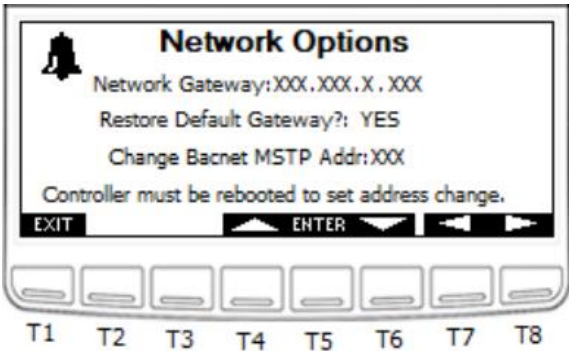 Network Options
Network Gateway:XXX.XXX.X.XXX
Restore Default Gateway?: YES
Change Bacnet MSTP Addr:XXX
Controller must be rebooted to set address change.
EXIT ENTER
T1 T2 T3 T4 T5 T6 T7 T8